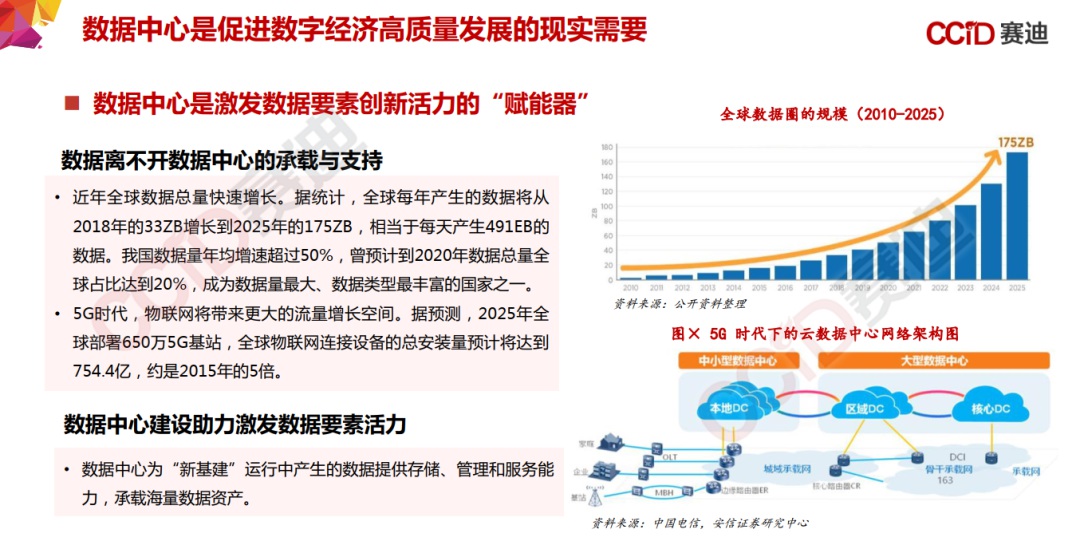 数据中心是促进数字经济高质量发展的现实需要
CCID 赛迪
■ 数据中心是激发数据要素创新活力的“赋能器”
数据离不开数据中心的承载与支持
• 近年全球数据总量快速增长。据统计，全球每年产生的数据将从
2018年的33ZB增长到2025年的175ZB，相当于每天产生491EB的
数据。我国数据量年均增速超过50%，曾预计到2020年数据总量全
球占比达到20%，成为数据量最大、数据类型最丰富的国家之一。
• 5G时代，物联网将带来更大的流量增长空间。据预测，2025年全
球部署650万5G基站，全球物联网连接设备的总安装量预计将达到
754.4亿，约是2015年的5倍。
数据中心建设助力激发数据要素活力
• 数据中心为“新基建”运行中产生的数据提供存储、管理和服务能
力，承载海量数据资产。
全球数据圈的规模（2010-2025）
175ZB
180
160
140
120
100
80
60
40
20
0
ZB
2010 2011 2012 2013 2014 2015 2016 2017 2018 2019 2020 2021 2022 2023 2024 2025
资料来源：公开资料整理
图× 5G 时代下的云数据中心网络架构图
中小型数据中心 大型数据中心
本地DC 区域DC 核心DC
家庭
企业
基站
OLT
MBH
边缘路由器ER
城域承载网
核心路由器CR
DCI
骨干承载网
163
承载网
资料来源：中国电信，安信证券研究中心
CCID赛迪
CCID赛迪